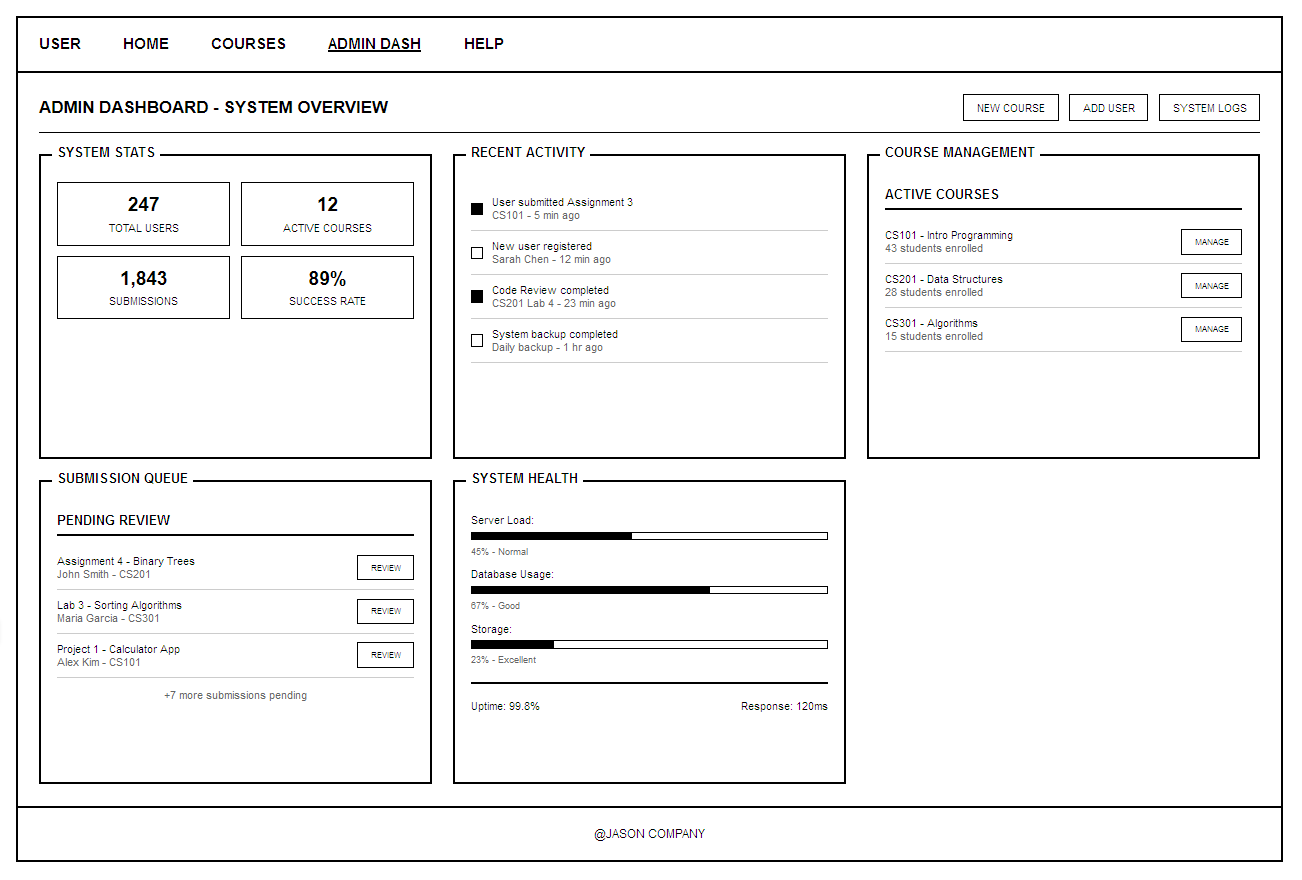 USER HOME COURSES ADMIN DASH HELP
ADMIN DASHBOARD - SYSTEM OVERVIEW
NEW COURSE ADD USER SYSTEM LOGS
SYSTEM STATS
247
TOTAL USERS
12
ACTIVE COURSES
1,843
SUBMISSIONS
89%
SUCCESS RATE
RECENT ACTIVITY
User submitted Assignment 3
CS101 - 5 min ago
New user registered
Sarah Chen - 12 min ago
Code Review completed
CS201 Lab 4 - 23 min ago
System backup completed
Daily backup - 1 hr ago
COURSE MANAGEMENT
ACTIVE COURSES
CS101 - Intro Programming
43 students enrolled
MANAGE
CS201 - Data Structures
28 students enrolled
MANAGE
CS301 - Algorithms
15 students enrolled
MANAGE
SUBMISSION QUEUE
PENDING REVIEW
Assignment 4 - Binary Trees
John Smith - CS201
REVIEW
Lab 3 - Sorting Algorithms
Maria Garcia - CS301
REVIEW
Project 1 - Calculator App
Alex Kim - CS101
REVIEW
+7 more submissions pending
SYSTEM HEALTH
Server Load:
45% - Normal
Database Usage:
67% - Good
Storage:
23% - Excellent
Uptime: 99.8% Response: 120ms
@JASON COMPANY